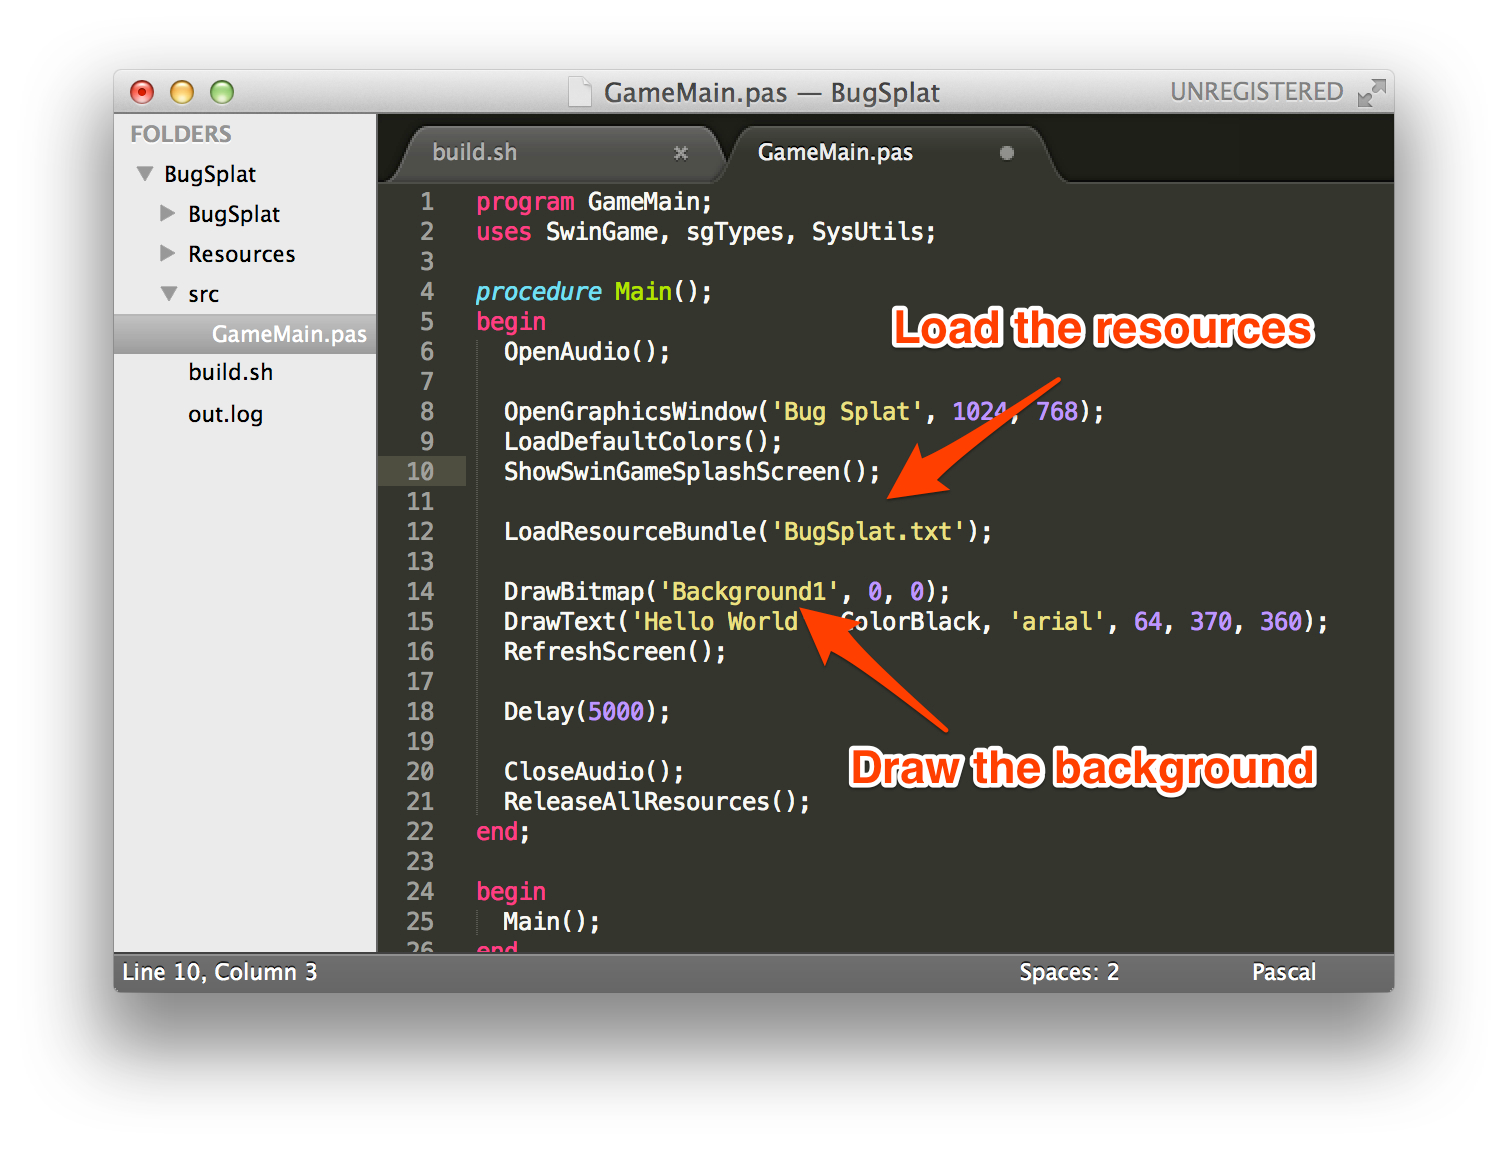 GameMain.pas — BugSplat
UNREGISTERED
FOLDERS
BugSplat
BugSplat
Resources
src
GameMain.pas
build.sh
out.log
build.sh
GameMain.pas
1 program GameMain;
2 uses SwinGame, sgTypes, SysUtils;
3
4 procedure Main();
5 begin
6 OpenAudio();
7
8 OpenGraphicsWindow('Bug Splat', 1024, 768);
9 LoadDefaultColors();
10 ShowSwinGameSplashScreen();
11
12 LoadResourceBundle('BugSplat.txt');
13
14 DrawBitmap('Background1', 0, 0);
15 DrawText('Hello World ColorBlack, 'arial', 64, 370, 360);
16 RefreshScreen();
17
18 Delay(5000);
19
20 CloseAudio();
21 ReleaseAllResources();
22 end;
23
24 begin
25 Main();
26 end
Load the resources
Draw the background
Line 10, Column 3
Spaces: 2
Pascal